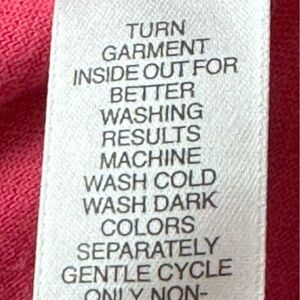 TURN
GARMENT
INSIDE OUT FOR
BETTER
WASHING
RESULTS
MACHINE
WASH COLD
WASH DARK
COLORS
SEPARATELY
GENTLE CYCLE
ONLY NON-